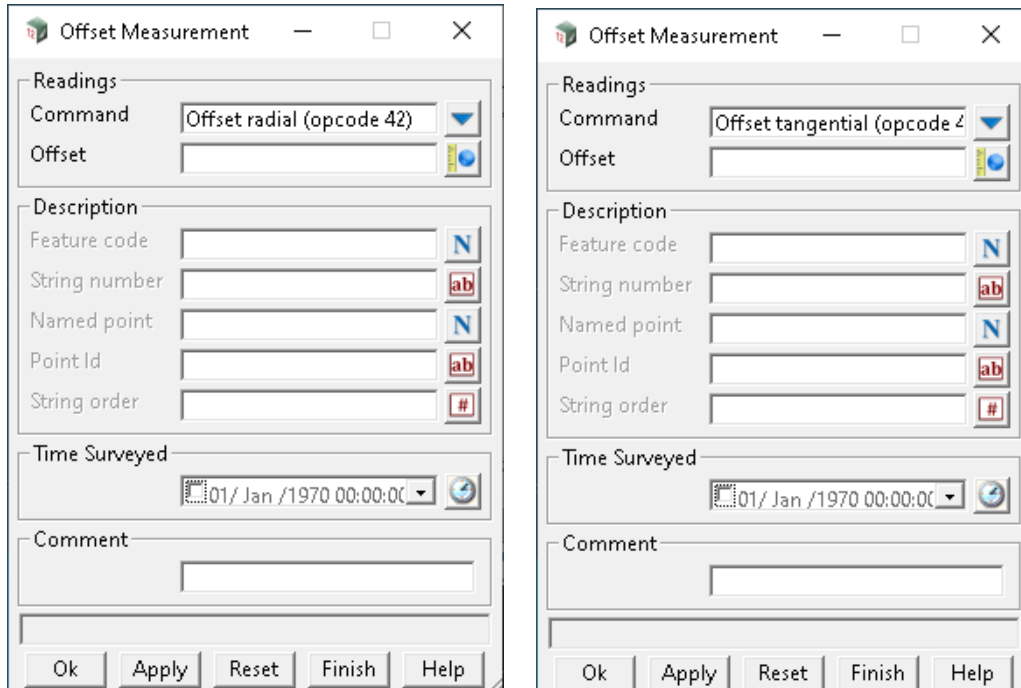 Offset Measurement
Readings
Command Offset radial (opcode 42)
Offset
Description
Feature code N
String number ab
Named point N
Point Id ab
String order #
Time Surveyed
01/ Jan /1970 00:00:0(
Comment
Ok Apply Reset Finish Help
Offset Measurement
Readings
Command Offset tangential (opcode 4
Offset
Description
Feature code N
String number ab
Named point N
Point Id ab
String order #
Time Surveyed
01/ Jan /1970 00:00:0(
Comment
Ok Apply Reset Finish Help